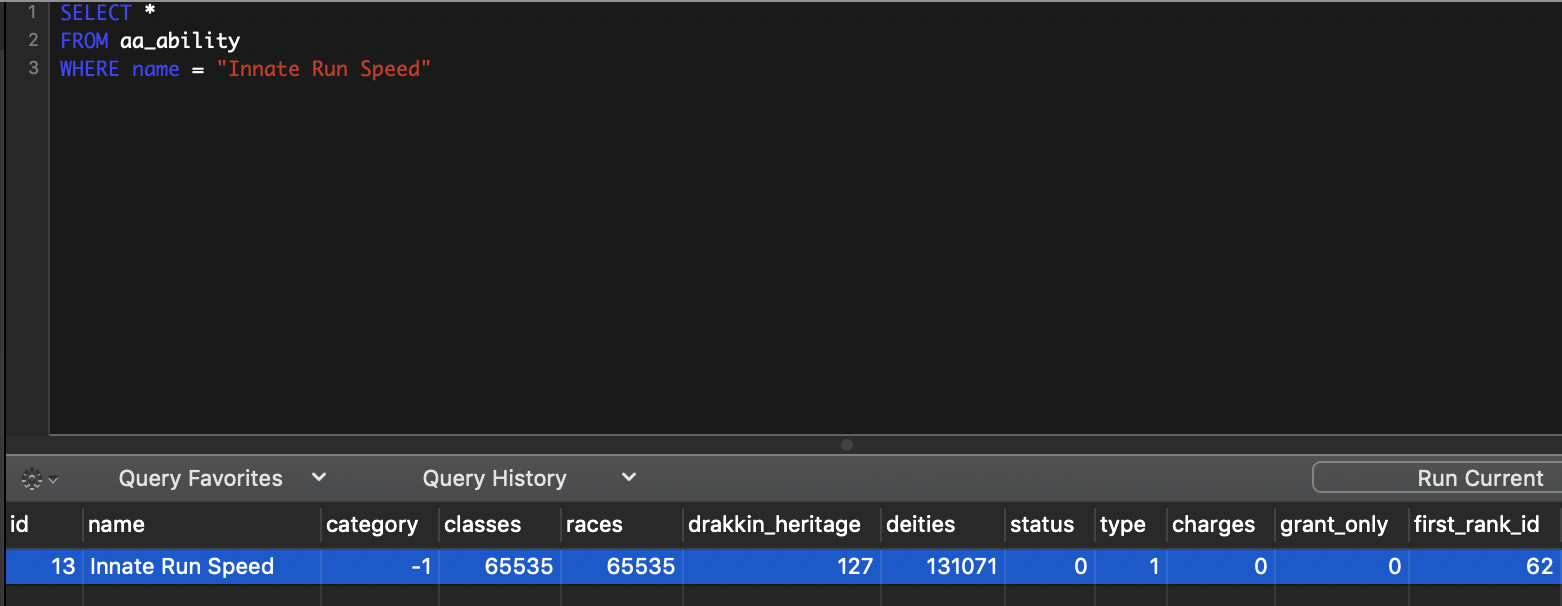 1 SELECT *
2 FROM aa_ability
3 WHERE name = "Innate Run Speed"
Query Favorites Query History Run Current
id name category classes races drakkin_heritage deities status type charges grant_only first_rank_id
13 Innate Run Speed -1 65535 65535 127 131071 0 1 0 0 62